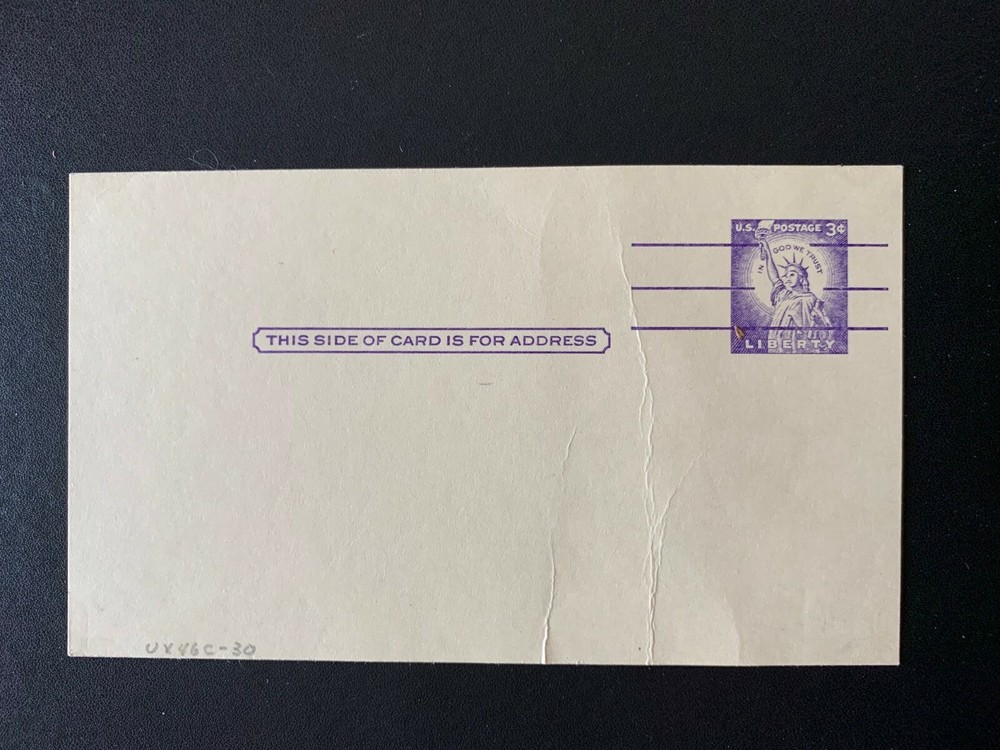 U.S. POSTAGE 3¢
IN GOD WE TRUST
LIBERTY
THIS SIDE OF CARD IS FOR ADDRESS
UX46C-30